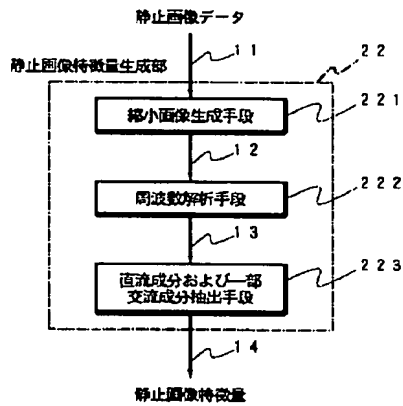 静止画像データ
11
22
静止画像特徴量生成部
221
縮小画像生成手段
12
222
周波数解析手段
13
223
直流成分および一部
交流成分抽出手段
14
静止画像特徴量